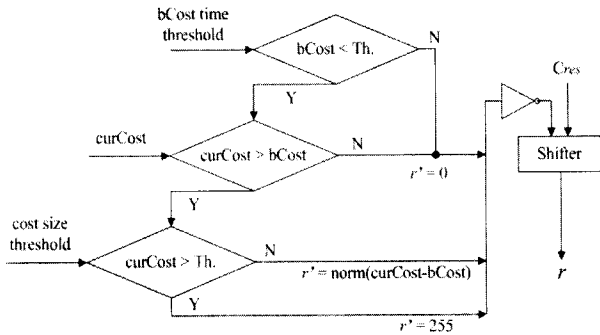 bCost time
threshold
bCost < Th.
N
Y
Cres
curCost
curCost > bCost
N
r' = 0
Shifter
Y
cost size
threshold
curCost > Th.
N
r' = norm(curCost-bCost)
r
Y
r' = 255